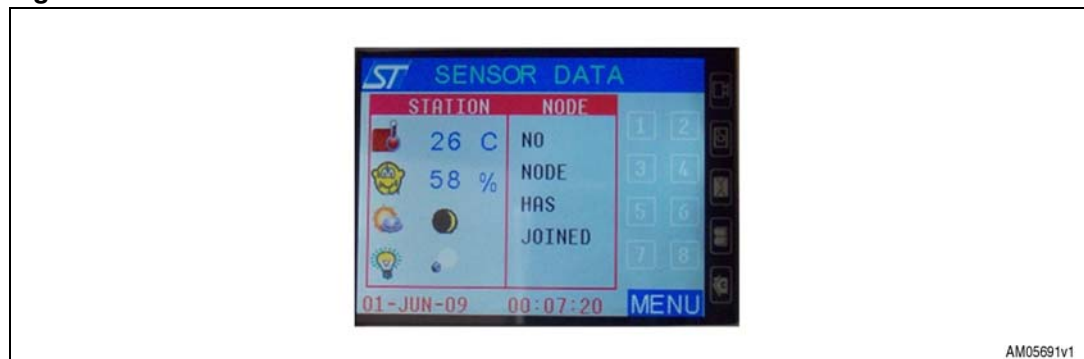 ST SENSOR DATA
STATION NODE
26 C NO
58 % NODE
HAS
JOINED
1 2
3 4
5 6
7 8
01-JUN-09 00:07:20 MENU
AM05691v1